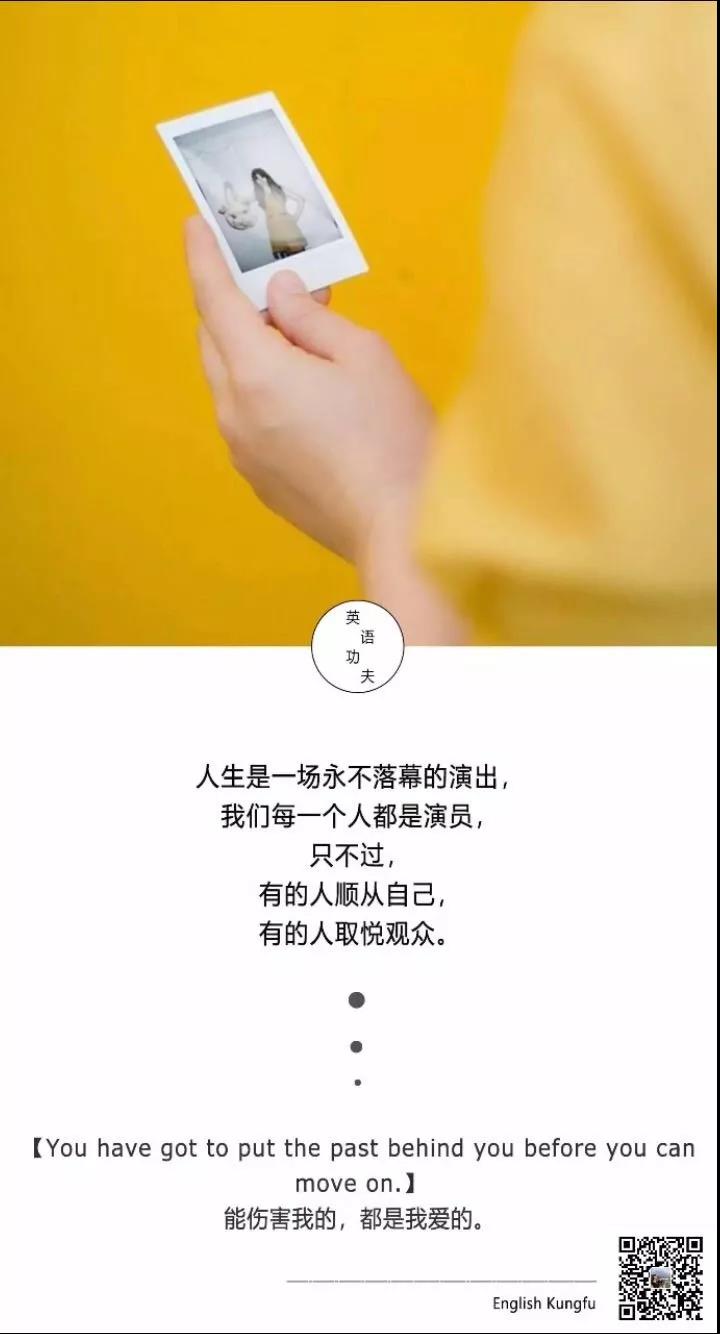 英语功夫
人生是一场永不落幕的演出，
我们每一个人都是演员，
只不过，
有的人顺从自己，
有的人取悦观众。
【You have got to put the past behind you before you can
move on.】
能伤害我的，都是我爱的。
English Kungfu